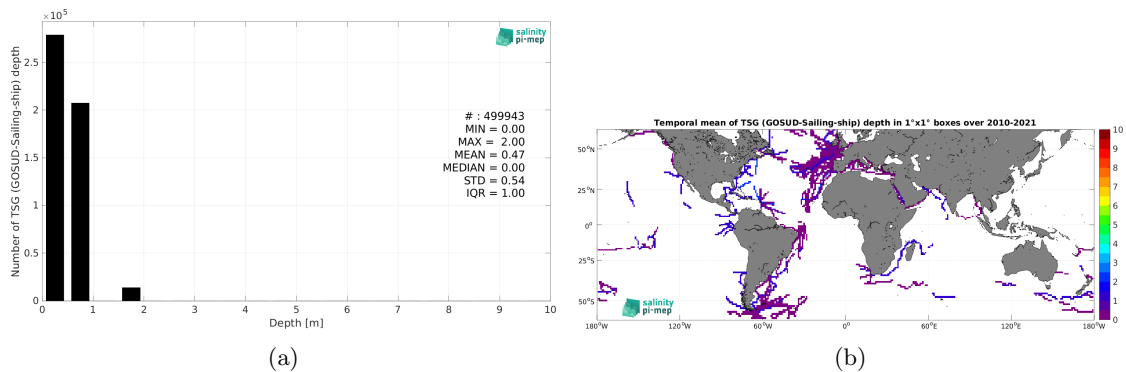 ×10⁵
salinity
pi-mep
Number of TSG (GOSUD-Sailing-ship) depth
2.5
2
1.5
1
0.5
0
# : 499943
MIN = 0.00
MAX = 2.00
MEAN = 0.47
MEDIAN = 0.00
STD = 0.54
IQR = 1.00
0 1 2 3 4 5 6 7 8 9 10
Depth [m]
(a)
Temporal mean of TSG (GOSUD-Sailing-ship) depth in 1°x1° boxes over 2010-2021
50°N
25°N
0°
25°S
50°S
salinity
pi-mep
180°W 120°W 60°W 0° 60°E 120°E 180°W
10
9
8
7
6
5
4
3
2
1
0
(b)